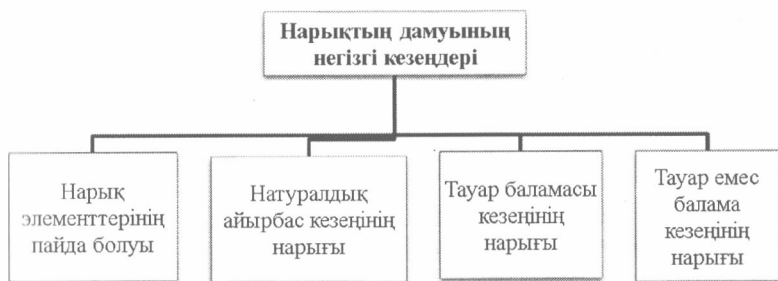 Нарықтың дамуының
негізгі кезеңдері
Нарық
элементтерінің
пайда болуы
Натуралдық
айырбас кезеңінің
нарығы
Тауар баламасы
кезеңінің
нарығы
Тауар емес
балама
кезеңінің
нарығы